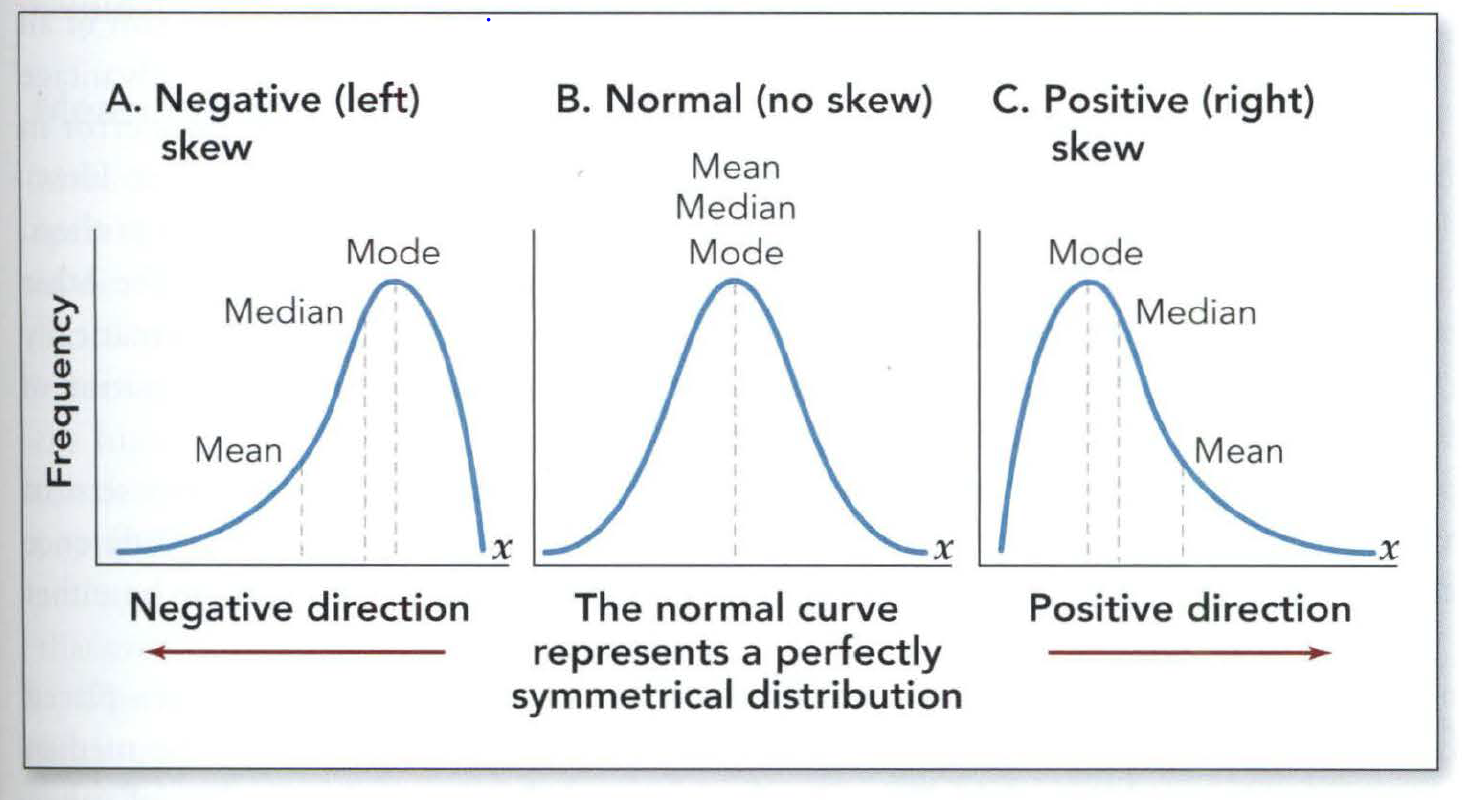 A. Negative (left)
skew
Mode
Median
Mean
Frequency
x
Negative direction
B. Normal (no skew)
Mean
Median
Mode
x
The normal curve
represents a perfectly
symmetrical distribution
C. Positive (right)
skew
Mode
Median
Mean
x
Positive direction